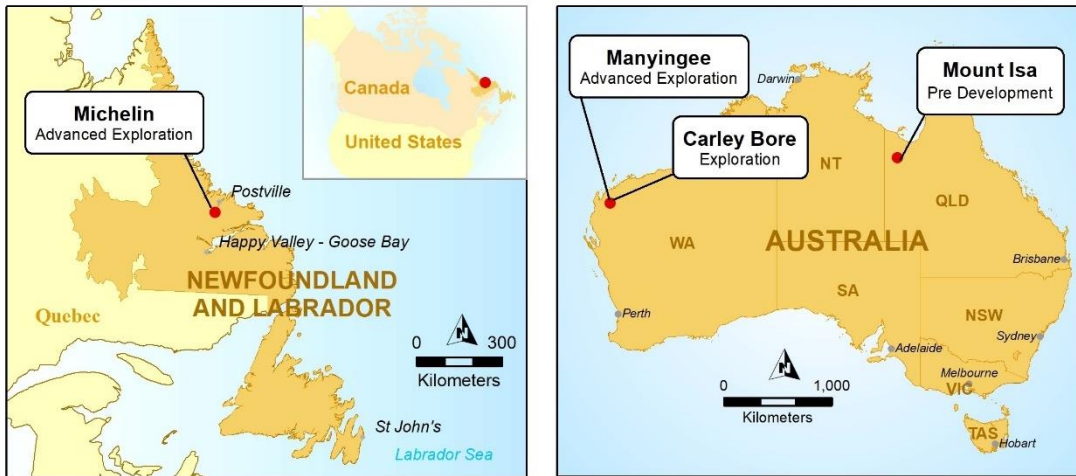 Canada
United States
Michelin
Advanced Exploration
Postville
Happy Valley - Goose Bay
NEWFOUNDLAND
AND LABRADOR
Quebec
N
0 300
Kilometers
St John's
Labrador Sea
Manyingee
Advanced Exploration
Darwin
Mount Isa
Pre Development
Carley Bore
Exploration
NT
QLD
WA
AUSTRALIA
Brisbane
SA
NSW
Perth
Sydney
Adelaide
N
Melbourne
VIC
0 1,000
Kilometers
TAS
Hobart